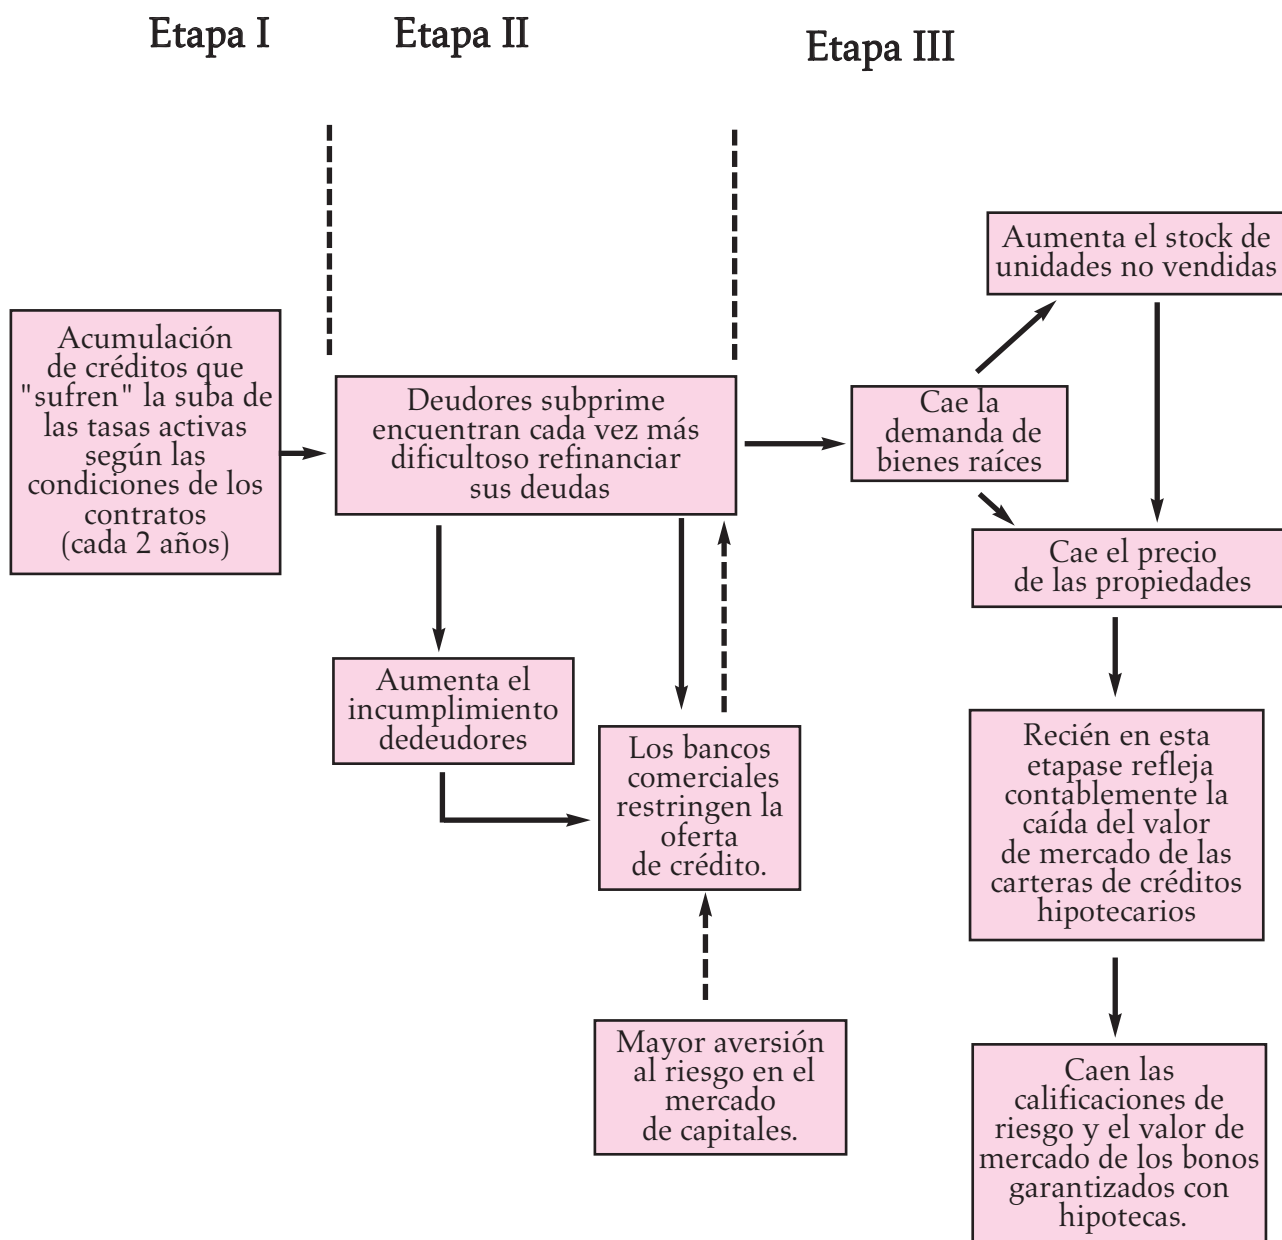 Etapa I
Etapa II
Etapa III
Acumulación
de créditos que
"sufren" la suba de
las tasas activas
según las
condiciones de los
contratos
(cada 2 años)
Deudores subprime
encuentran cada vez más
dificultoso refinanciar
sus deudas
Aumenta el
incumplimiento
dedeudores
Los bancos
comerciales
restringen la
oferta
de crédito.
Mayor aversión
al riesgo en el
mercado
de capitales.
Cae la
demanda de
bienes raíces
Aumenta el stock de
unidades no vendidas
Cae el precio
de las propiedades
Recién en esta
etapase refleja
contablemente la
caída del valor
de mercado de las
carteras de créditos
hipotecarios
Caen las
calificaciones de
riesgo y el valor de
mercado de los bonos
garantizados con
hipotecas.